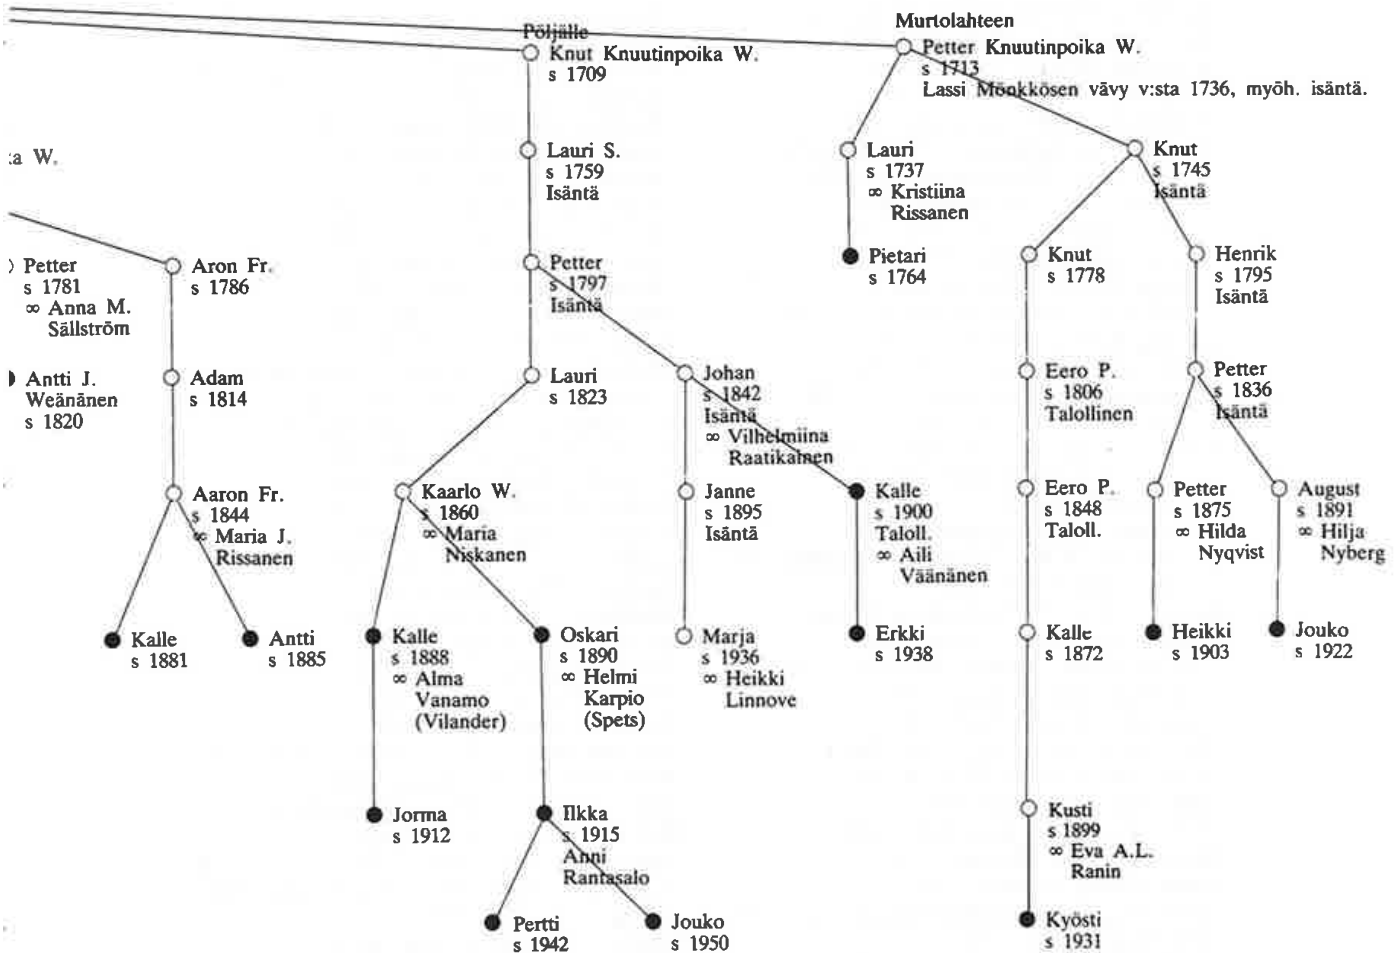 Pöljälle
Knut Knuutinpoika W.
s 1709
Murtolahteen
Petter Knuutinpoika W.
s 1713
Lassi Mönkkösen vävy v:sta 1736, myöh. isäntä.
:a W.
Lauri S.
s 1759
Isäntä
Lauri
s 1737
∞ Kristiina
Rissanen
Knut
s 1745
Isäntä
Petter
s 1781
∞ Anna M.
Sällström
Aron Fr.
s 1786
Petter
s 1797
Isäntä
Pietari
s 1764
Knut
s 1778
Henrik
s 1795
Isäntä
Antti J.
Weänänen
s 1820
Adam
s 1814
Lauri
s 1823
Johan
s 1842
Isäntä
∞ Vilhelmiina
Raatikainen
Eero P.
s 1806
Talollinen
Petter
s 1836
Isäntä
Aaron Fr.
s 1844
∞ Maria J.
Rissanen
Kaarlo W.
s 1860
∞ Maria
Niskanen
Janne
s 1895
Isäntä
Kalle
s 1900
Taloll.
∞ Aili
Väänänen
Eero P.
s 1848
Taloll.
Petter
s 1875
∞ Hilda
Nyqvist
August
s 1891
∞ Hilja
Nyberg
Kalle
s 1881
Antti
s 1885
Kalle
s 1888
∞ Alma
Vanamo
(Vilander)
Oskari
s 1890
∞ Helmi
Karpio
(Spets)
Marja
s 1936
∞ Heikki
Linnove
Erkki
s 1938
Kalle
s 1872
Heikki
s 1903
Jouko
s 1922
Jorma
s 1912
Ilkka
s 1915
Anni
Rantasalo
Kusti
s 1899
∞ Eva A.L.
Ranin
Pertti
s 1942
Jouko
s 1950
Kyösti
s 1931